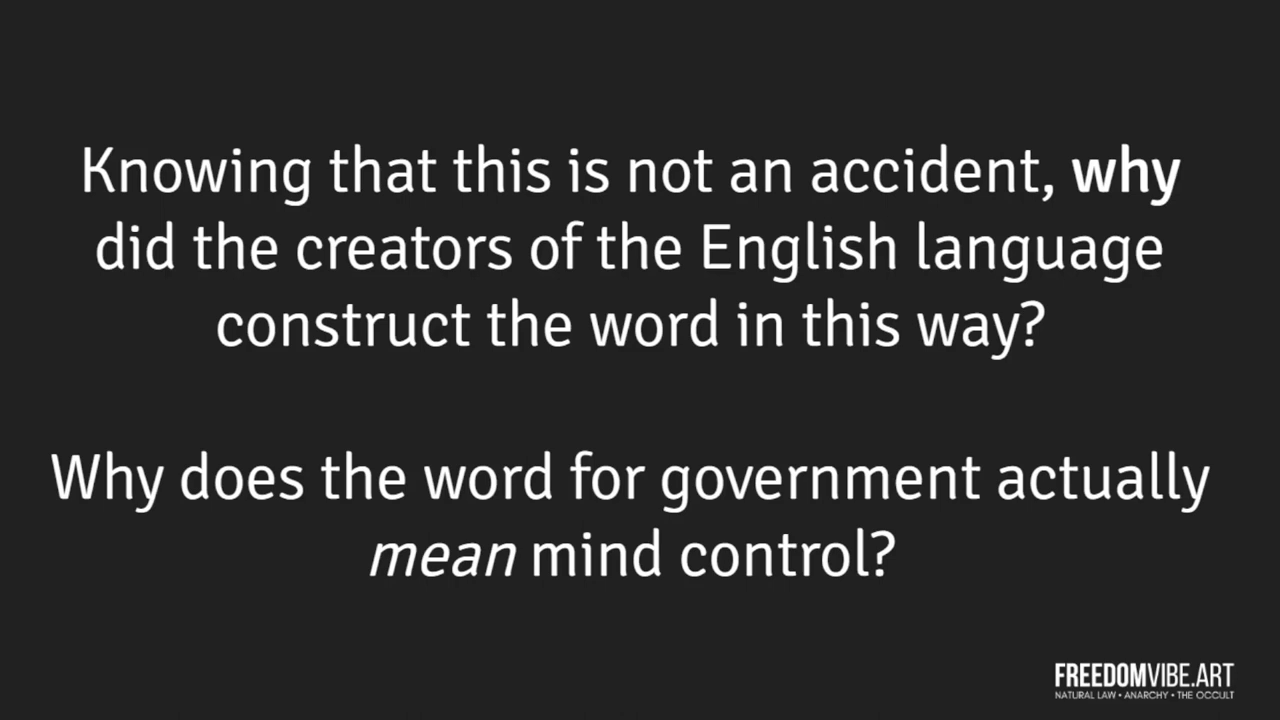 Knowing that this is not an accident, why
did the creators of the English language
construct the word in this way?
Why does the word for government actually
mean mind control?
FREEDOMVIBE.ART
NATURAL LAW • ANARCHY • THE OCCULT